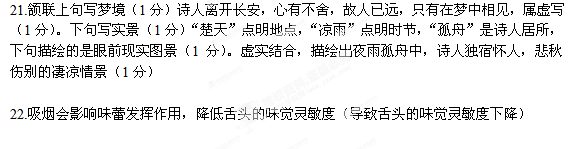 21.颔联上句写梦境（1 分）诗人离开长安，心有不舍，故人已远，只有在梦中相见，属虚写
（1 分）。下句写实景（1 分）“楚天”点明地点，“凉雨”点明时节，“孤舟”是诗人居所，
下句描绘的是眼前现实图景（1 分）。虚实结合，描绘出夜雨孤舟中，诗人独宿怀人，悲秋
伤别的凄凉情景（1 分）
22.吸烟会影响味蕾发挥作用，降低舌头的味觉灵敏度（导致舌头的味觉灵敏度下降）